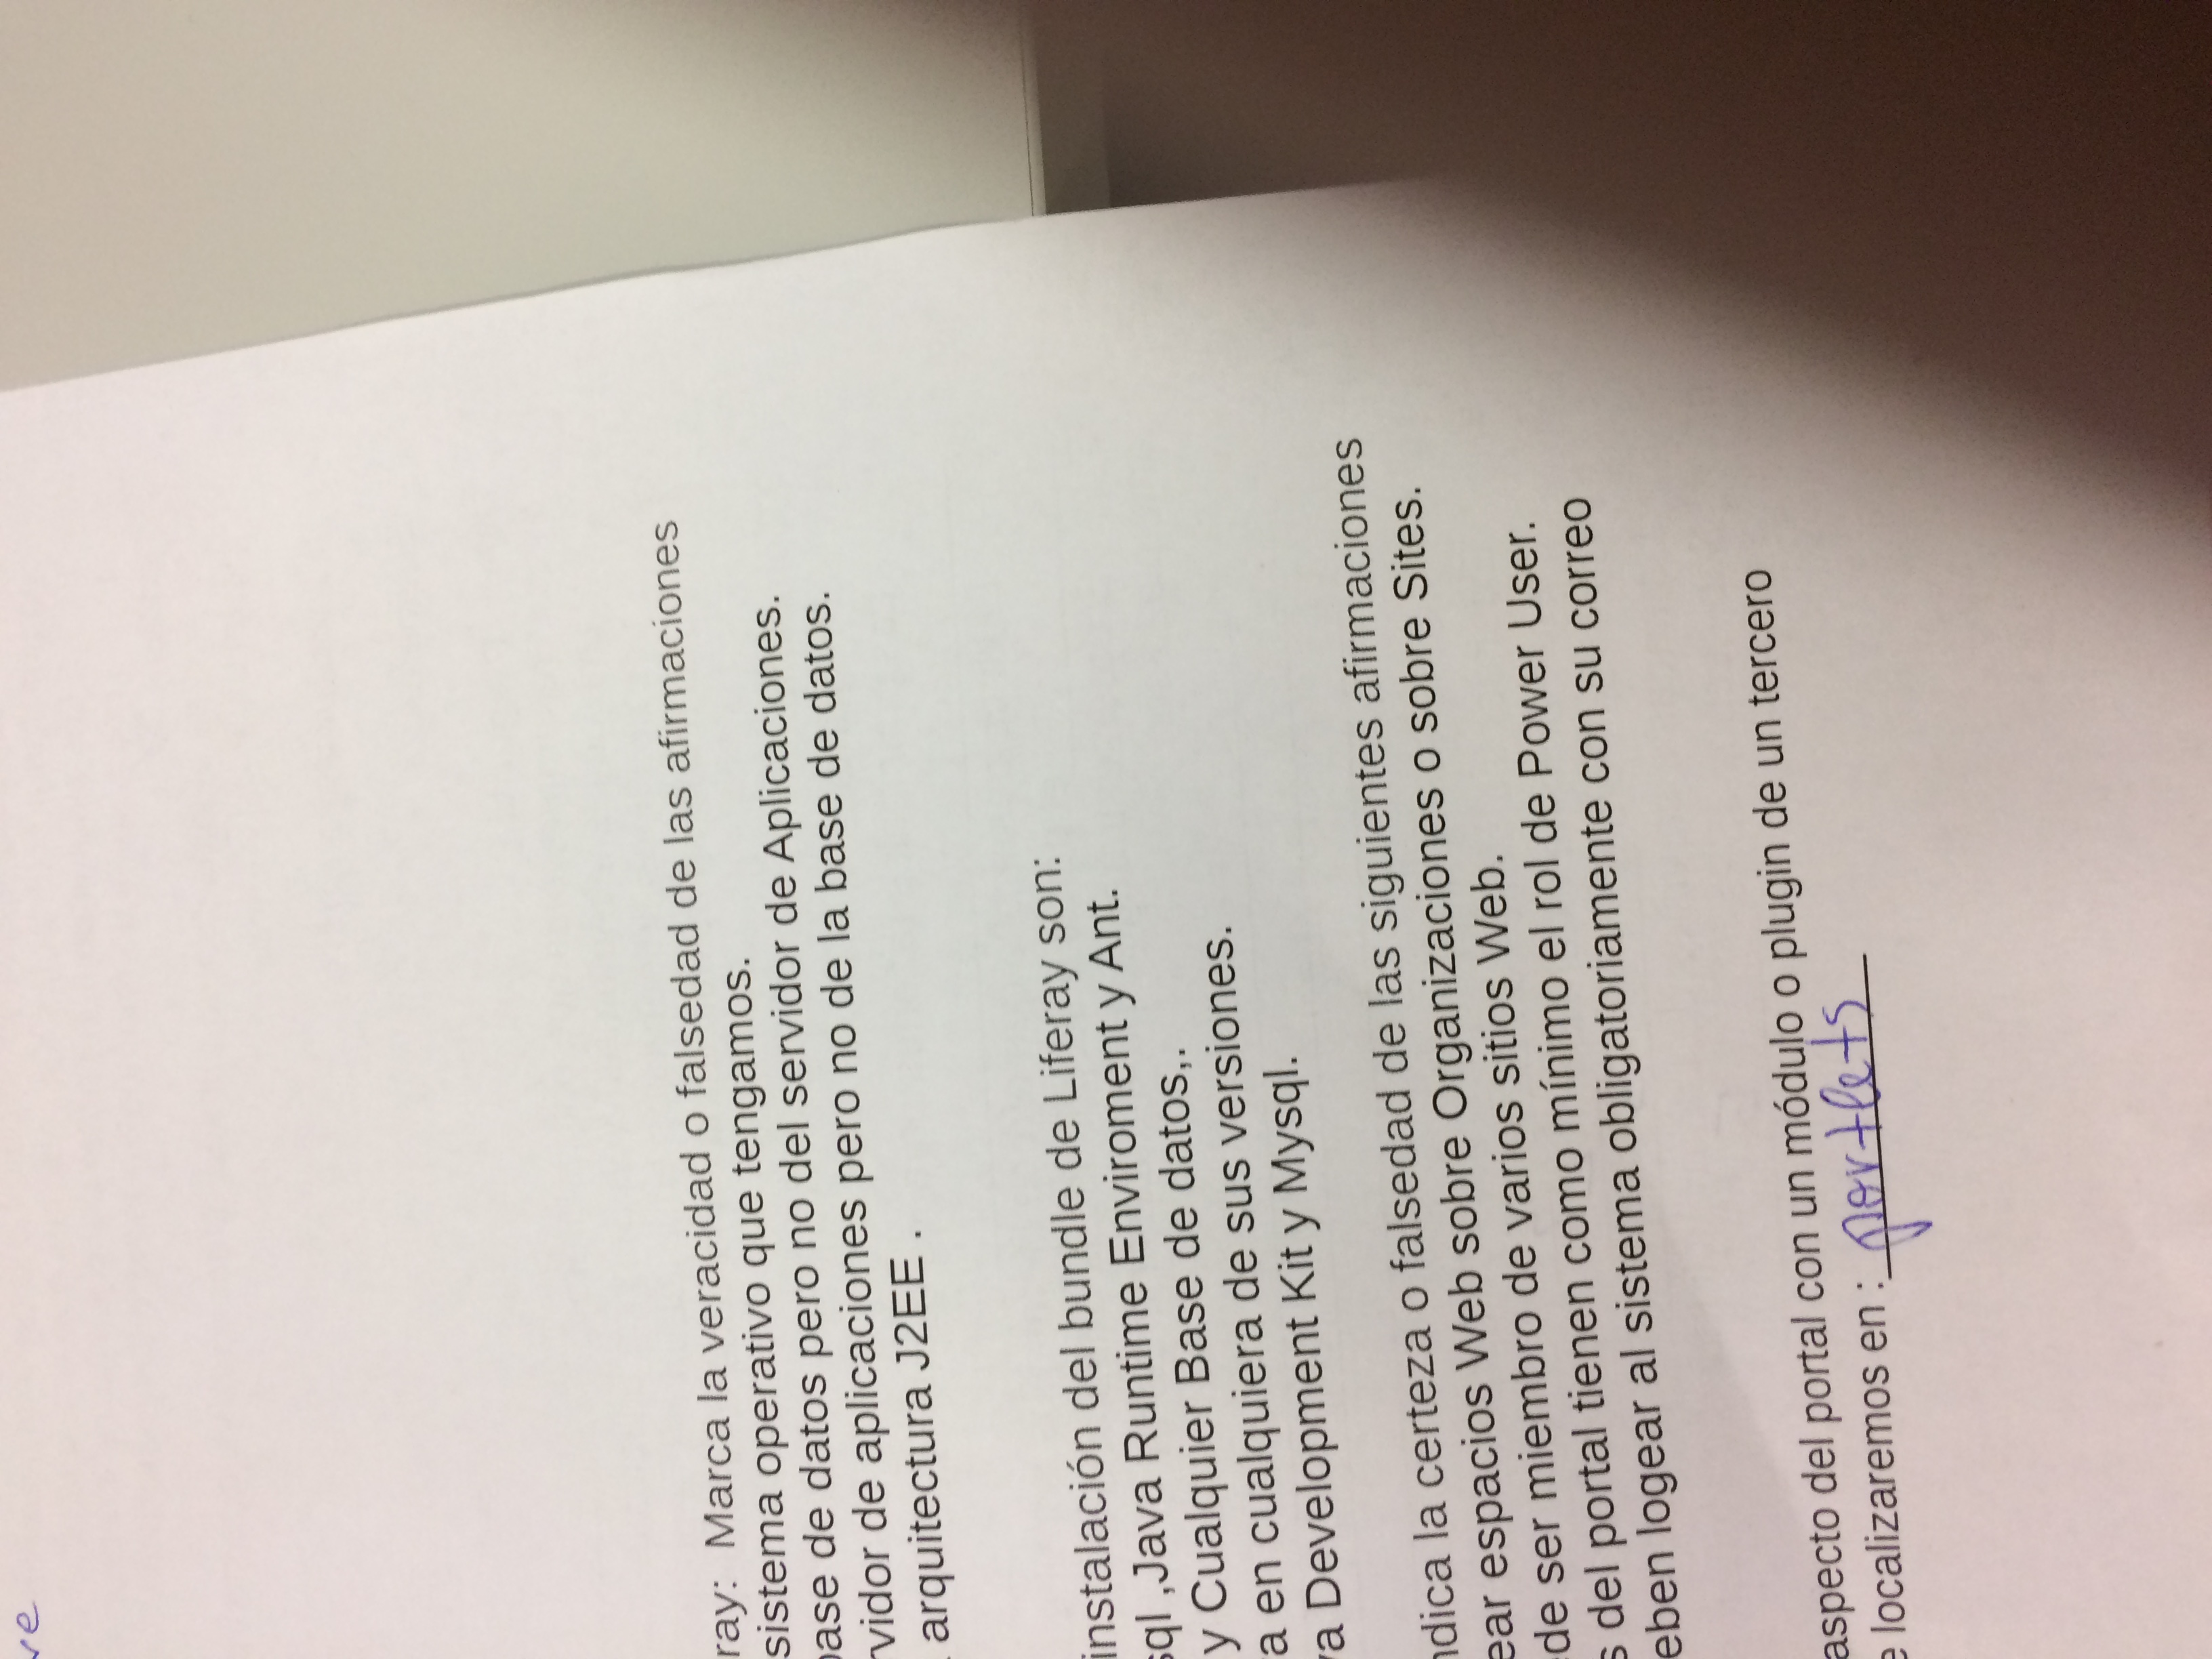 re
ray: Marca la veracidad o falsedad de las afirmaciones
sistema operativo que tengamos.
base de datos pero no del servidor de Aplicaciones.
rvidor de aplicaciones pero no de la base de datos.
arquitectura J2EE .
instalación del bundle de Liferay son:
sql ,Java Runtime Enviroment y Ant.
y Cualquier Base de datos,.
a en cualquiera de sus versiones.
va Development Kit y Mysql.
ndica la certeza o falsedad de las siguientes afirmaciones
ear espacios Web sobre Organizaciones o sobre Sites.
de ser miembro de varios sitios Web.
s del portal tienen como mínimo el rol de Power User.
eben logear al sistema obligatoriamente con su correo
aspecto del portal con un módulo o plugin de un tercero
e localizaremos en : portlets